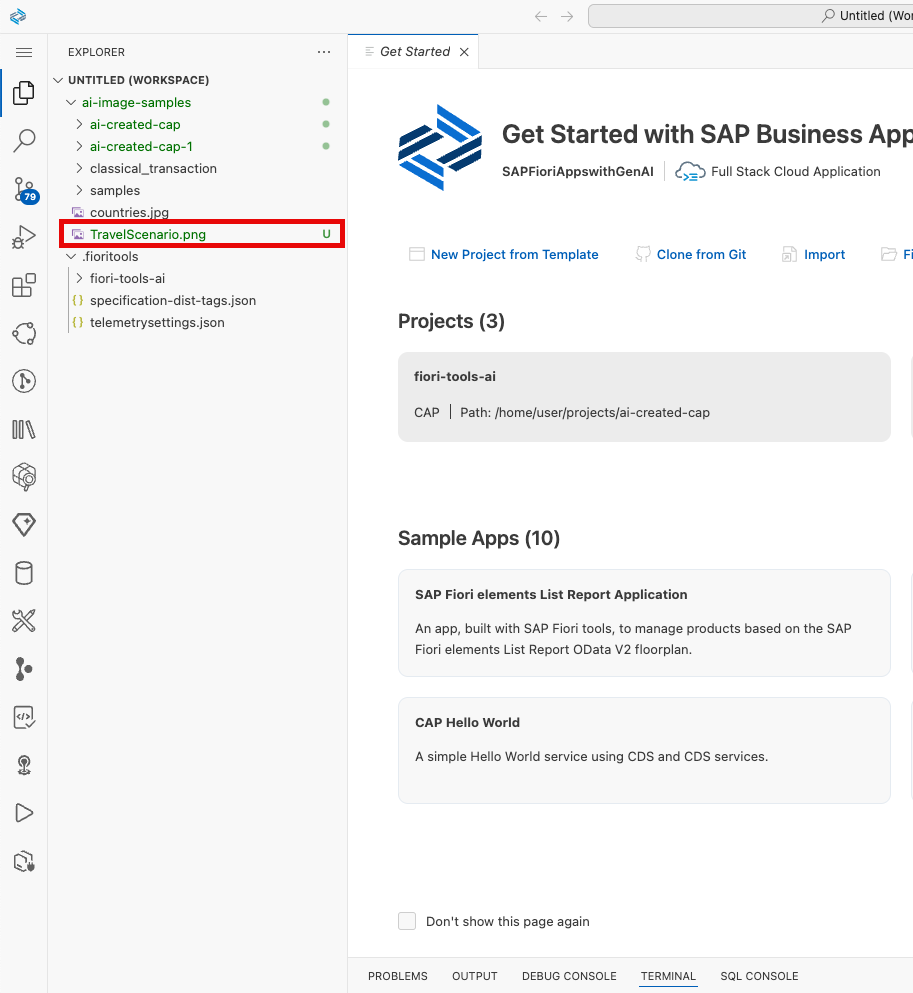 Untitled (Wor
EXPLORER
Get Started
UNTITLED (WORKSPACE)
ai-image-samples
ai-created-cap
ai-created-cap-1
classical_transaction
samples
countries.jpg
TravelScenario.png U
.fioritools
fiori-tools-ai
{} specification-dist-tags.json
{} telemetrysettings.json
79
Get Started with SAP Business App
SAPFioriAppswithGenAI | Full Stack Cloud Application
New Project from Template Clone from Git Import Fi
Projects (3)
fiori-tools-ai
CAP | Path: /home/user/projects/ai-created-cap
Sample Apps (10)
SAP Fiori elements List Report Application
An app, built with SAP Fiori tools, to manage products based on the SAP
Fiori elements List Report OData V2 floorplan.
CAP Hello World
A simple Hello World service using CDS and CDS services.
Don't show this page again
PROBLEMS OUTPUT DEBUG CONSOLE TERMINAL SQL CONSOLE